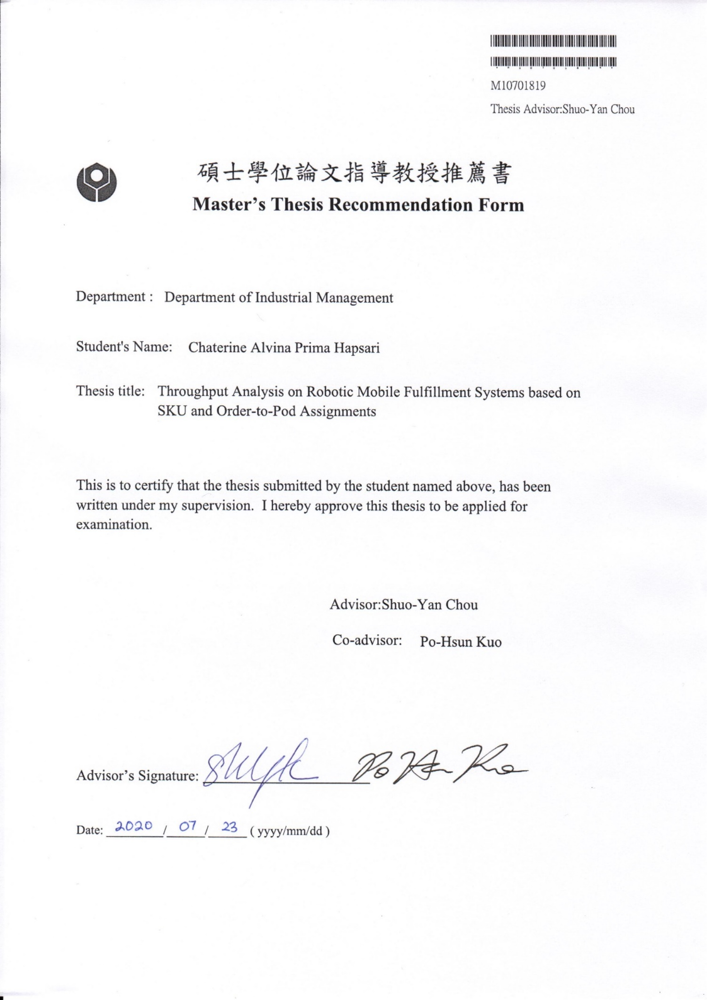 M10701819
Thesis Advisor:Shuo-Yan Chou
碩士學位論文指導教授推薦書
Master's Thesis Recommendation Form
Department : Department of Industrial Management
Student's Name: Chaterine Alvina Prima Hapsari
Thesis title: Throughput Analysis on Robotic Mobile Fulfillment Systems based on
SKU and Order-to-Pod Assignments
This is to certify that the thesis submitted by the student named above, has been
written under my supervision. I hereby approve this thesis to be applied for
examination.
Advisor:Shuo-Yan Chou
Co-advisor: Po-Hsun Kuo
Advisor's Signature:
Date: 2020 / 07 / 23 ( yyyy/mm/dd )